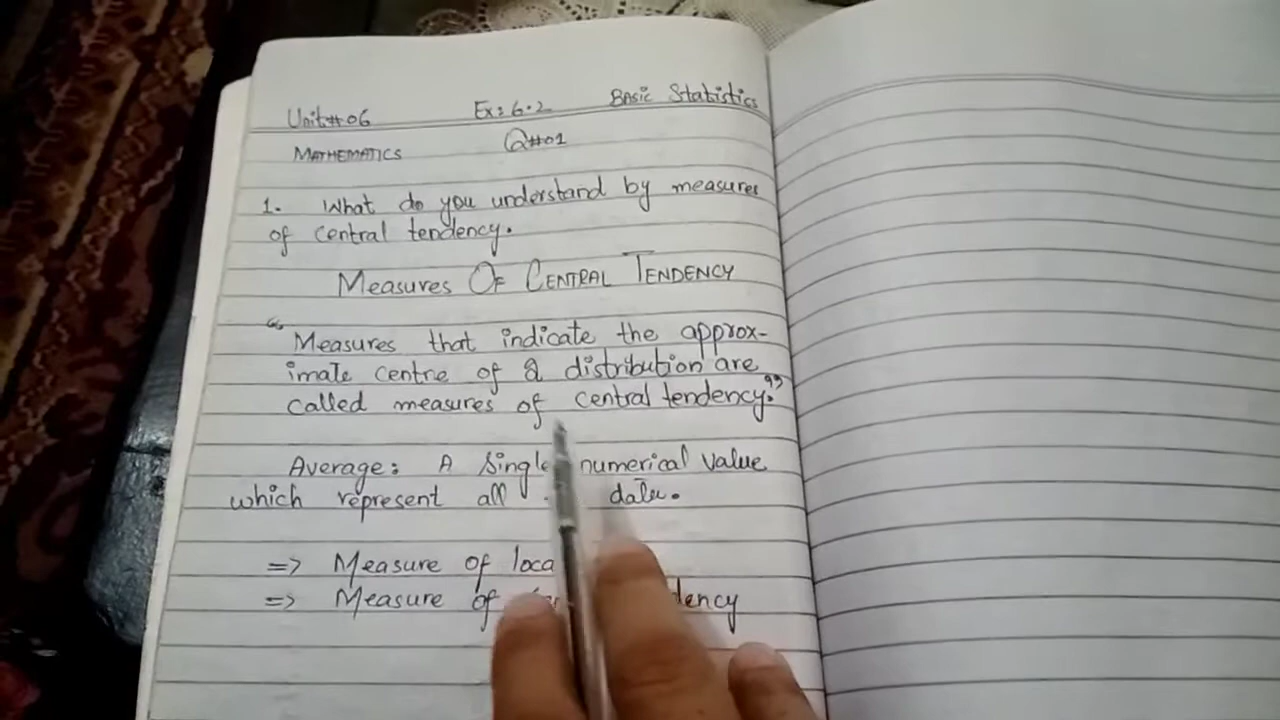 Unit#06 Ex: 6.2 Basic Statistics
MATHEMATICS Q#01
1. What do you understand by measures
of central tendency.
Measures Of CENTRAL TENDENCY
“Measures that indicate the approx-
imate centre of a distribution are
called measures of central tendency.”
Average: A Single numerical value
which represent all data.
=> Measure of loca
=> Measure of dency